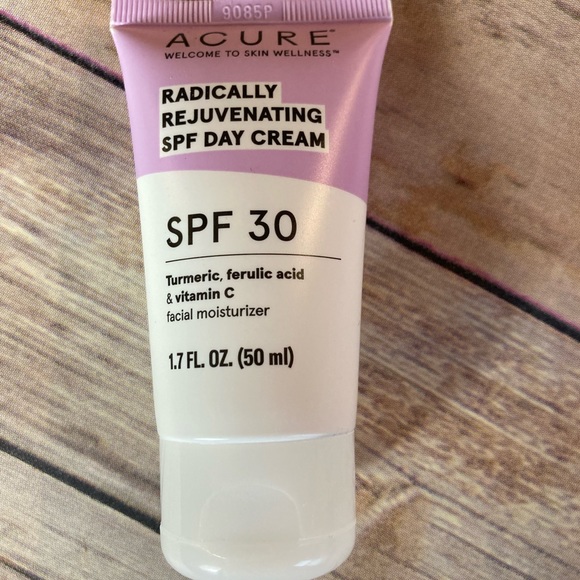 9085P
ACURE™
WELCOME TO SKIN WELLNESS™
RADICALLY
REJUVENATING
SPF DAY CREAM
SPF 30
Turmeric, ferulic acid
& vitamin C
facial moisturizer
1.7 FL. OZ. (50 ml)